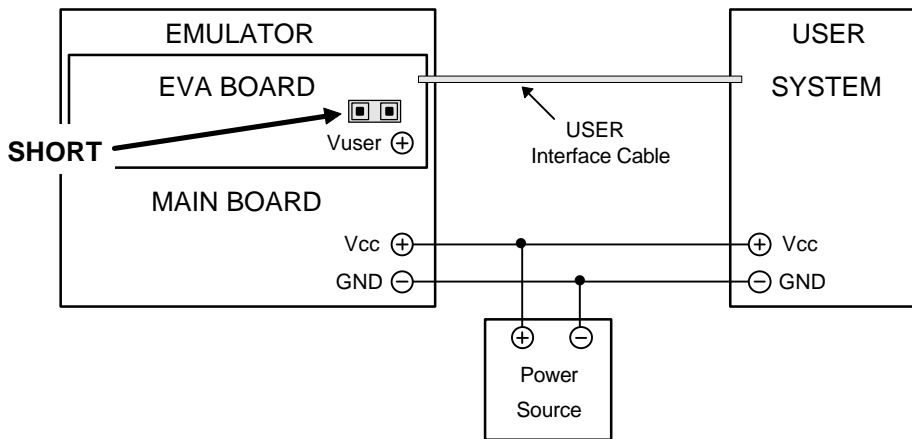 EMULATOR
EVA BOARD
SHORT
Vuser +
MAIN BOARD
Vcc +
GND −
USER
Interface Cable
USER
SYSTEM
+ Vcc
− GND
+ −
Power
Source